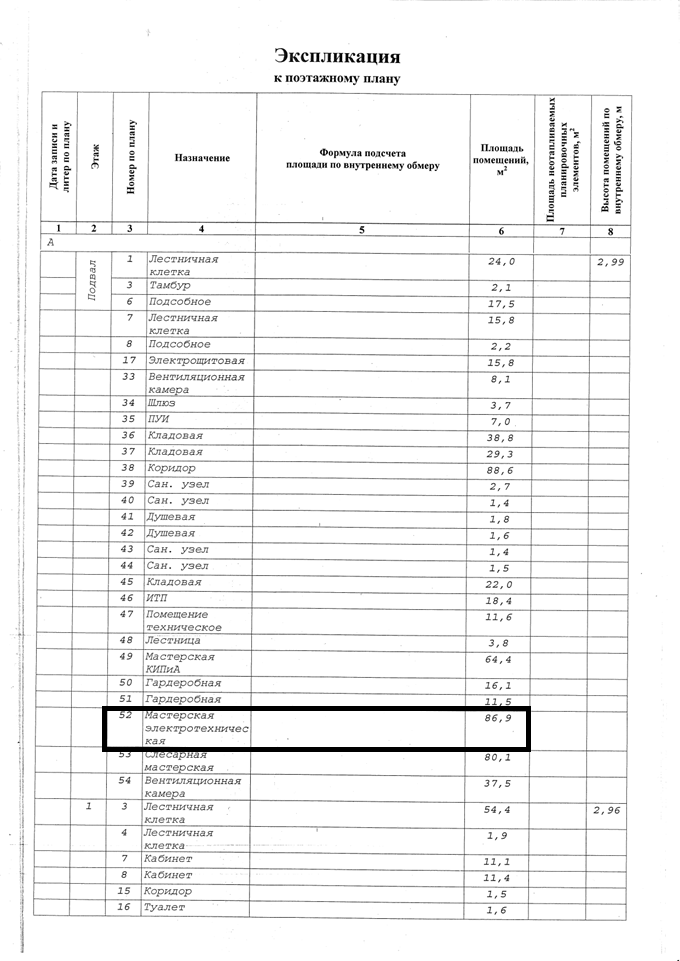 Экспликация
к поэтажному плану
Дата записи и литер по плану
Этаж
Номер по плану
Назначение
Формула подсчета
площади по внутреннему обмеру
Площадь
помещений,
м²
Площадь неотапливаемых
планировочных
элементов, м²
Высота помещений по
внутреннему обмеру, м
1 2 3 4 5 6 7 8
А
Подвал
1 Лестничная 24,0 2,99
клетка
3 Тамбур 2,1
6 Подсобное 17,5
7 Лестничная 15,8
клетка
8 Подсобное 2,2
17 Электрощитовая 15,8
33 Вентиляционная 8,1
камера
34 Шлюз 3,7
35 ПУИ 7,0
36 Кладовая 38,8
37 Кладовая 29,3
38 Коридор 88,6
39 Сан. узел 2,7
40 Сан. узел 1,4
41 Душевая 1,8
42 Душевая 1,6
43 Сан. узел 1,4
44 Сан. узел 1,5
45 Кладовая 22,0
46 ИТП 18,4
47 Помещение 11,6
техническое
48 Лестница 3,8
49 Мастерская 64,4
КИПиА
50 Гардеробная 16,1
51 Гардеробная 11,5
52 Мастерская 86,9
электротехничес
кая
53 Слесарная 80,1
мастерская
54 Вентиляционная 37,5
камера
1 3 Лестничная 54,4 2,96
клетка
4 Лестничная 1,9
клетка
7 Кабинет 11,1
8 Кабинет 11,4
15 Коридор 1,5
16 Туалет 1,6